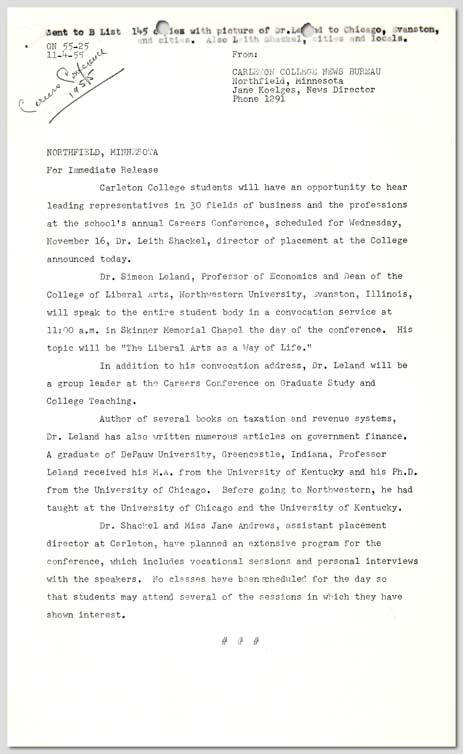 Sent to B List 145 copies with picture of Dr.Leland to Chicago, Evanston,
and cities. Also Leith Shackel, cities and locals.
GN 55-25
11-4-55
Careers Conference
1955
From:
CARLETON COLLEGE NEWS BUREAU
Northfield, Minnesota
Jane Koelges, News Director
Phone 1291
NORTHFIELD, MINNESOTA
For Immediate Release
Carleton College students will have an opportunity to hear
leading representatives in 30 fields of business and the professions
at the school's annual Careers Conference, scheduled for Wednesday,
November 16, Dr. Leith Shackel, director of placement at the College
announced today.
Dr. Simeon Leland, Professor of Economics and Dean of the
College of Liberal Arts, Northwestern University, Evanston, Illinois,
will speak to the entire student body in a convocation service at
11:00 a.m. in Skinner Memorial Chapel the day of the conference. His
topic will be "The Liberal Arts as a Way of Life."
In addition to his convocation address, Dr. Leland will be
a group leader at the Careers Conference on Graduate Study and
College Teaching.
Author of several books on taxation and revenue systems,
Dr. Leland has also written numerous articles on government finance.
A graduate of DePauw University, Greencastle, Indiana, Professor
Leland received his M.A. from the University of Kentucky and his Ph.D.
from the University of Chicago. Before going to Northwestern, he had
taught at the University of Chicago and the University of Kentucky.
Dr. Shackel and Miss Jane Andrews, assistant placement
director at Carleton, have planned an extensive program for the
conference, which includes vocational sessions and personal interviews
with the speakers. No classes have been scheduled for the day so
that students may attend several of the sessions in which they have
shown interest.
# # #